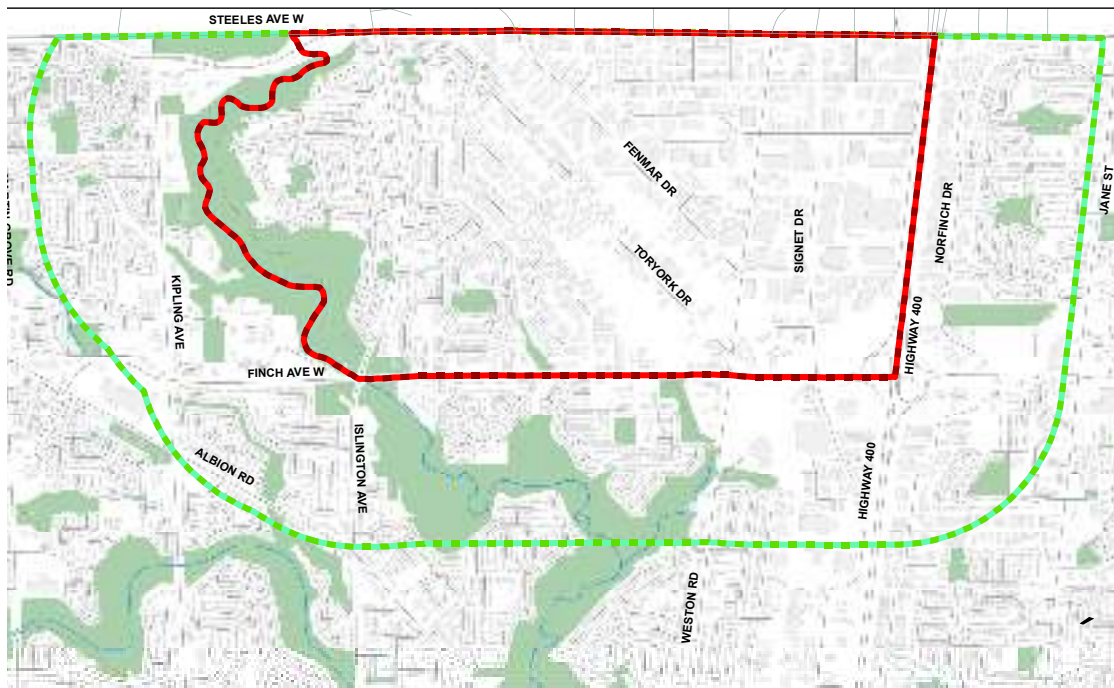 STEELES AVE W
FENMAR DR
NORFINCH DR
JANE ST
SIGNET DR
TORYORK DR
KIPLING AVE
HIGHWAY 400
FINCH AVE W
ISLINGTON AVE
ALBION RD
HIGHWAY 400
WESTON RD